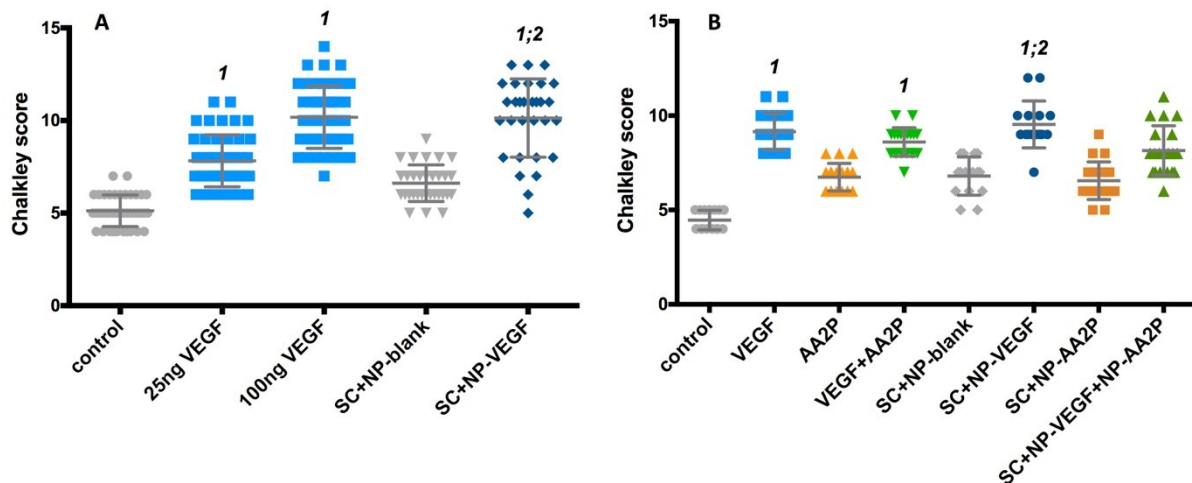 A
Chalkley score
15
10
5
0
1
1
1;2
control
25ng VEGF
100ng VEGF
SC+NP-blank
SC+NP-VEGF
B
Chalkley score
15
10
5
0
1
1
1;2
control
VEGF
AA2P
VEGF+AA2P
SC+NP-blank
SC+NP-VEGF
SC+NP-AA2P
SC+NP-VEGF+NP-AA2P